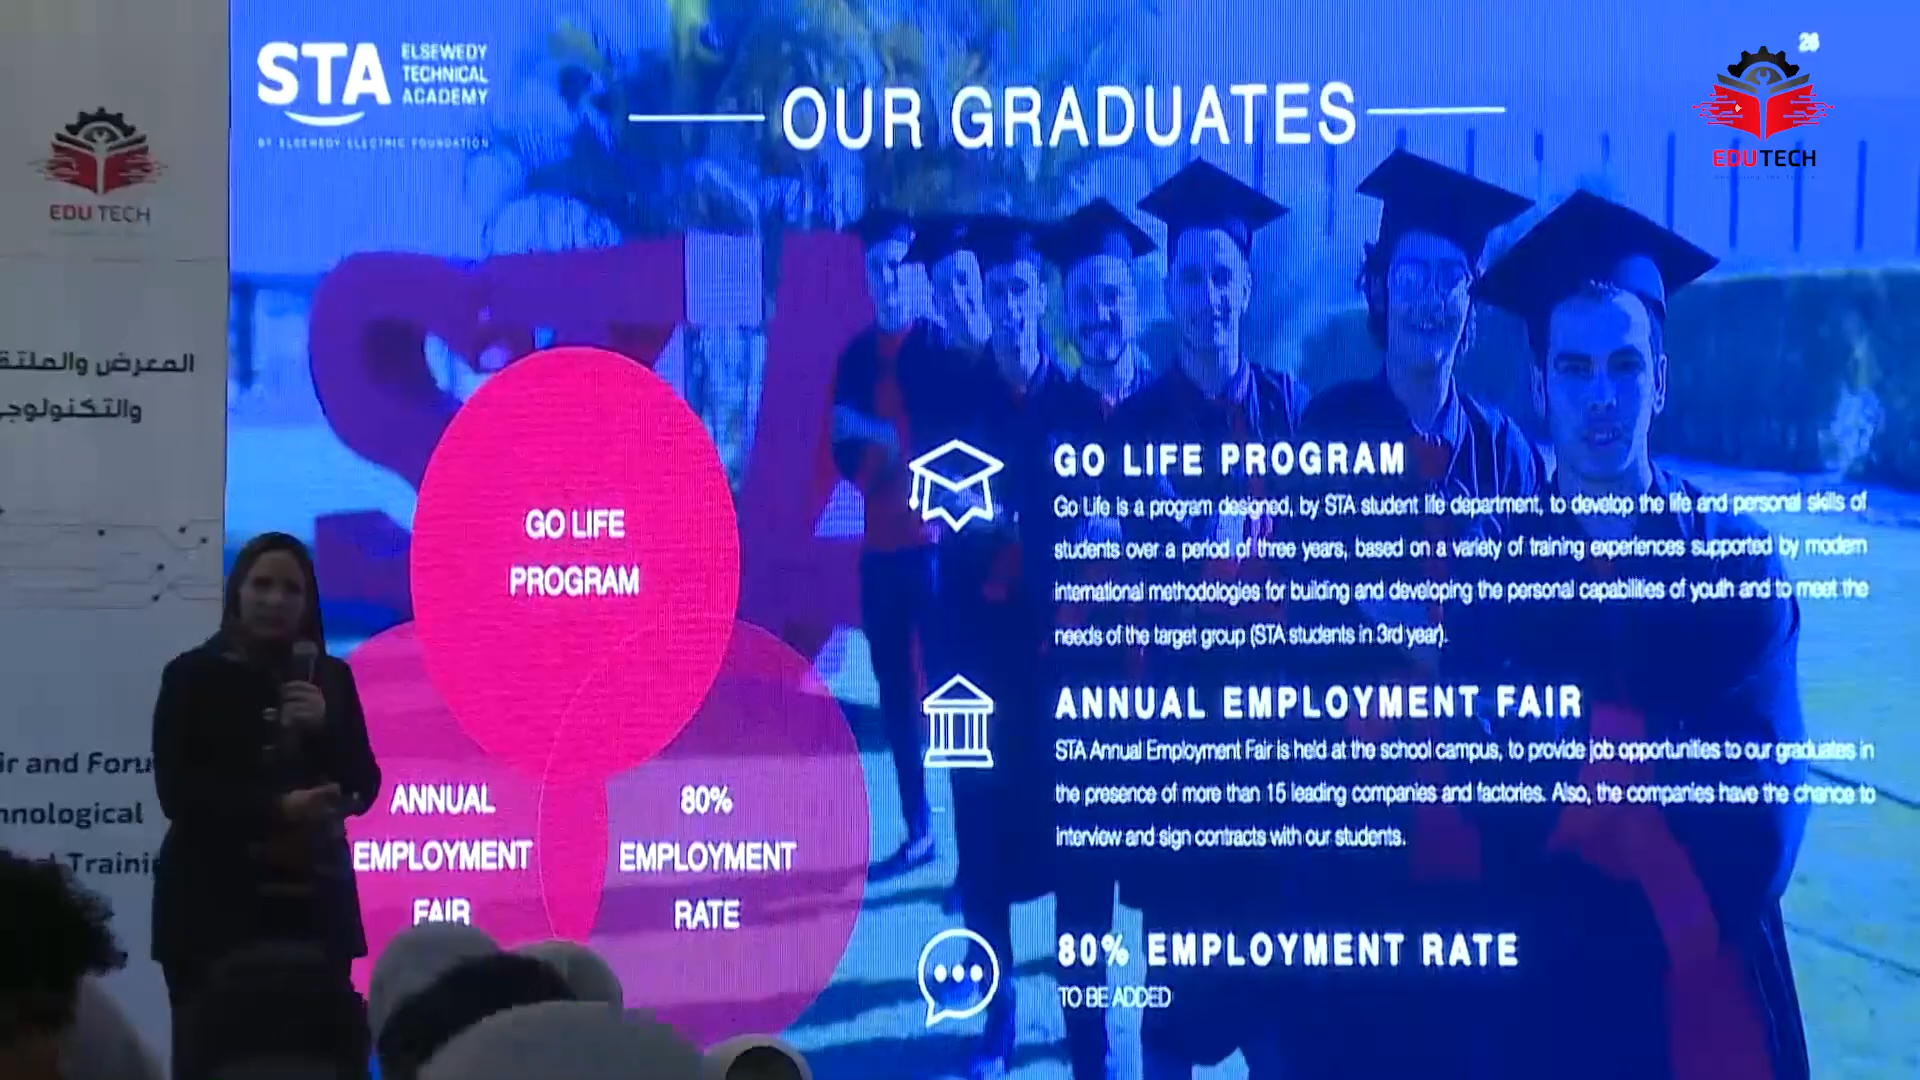 STA
ELSEWEDY
TECHNICAL
ACADEMY
BY ELSEWEDY ELECTRIC FOUNDATION
OUR GRADUATES
26
EDUTECH
EDU TECH
المعرض والملتق
والتكنولوجي
ir and Foru
hnological
Traini
GO LIFE
PROGRAM
ANNUAL
EMPLOYMENT
FAIR
80%
EMPLOYMENT
RATE
GO LIFE PROGRAM
Go Life is a program designed, by STA student life department, to develop the life and personal skills of
students over a period of three years, based on a variety of training experiences supported by modern
international methodologies for building and developing the personal capabilities of youth and to meet the
needs of the target group (STA students in 3rd year).
ANNUAL EMPLOYMENT FAIR
STA Annual Employment Fair is held at the school campus, to provide job opportunities to our graduates in
the presence of more than 15 leading companies and factories. Also, the companies have the chance to
interview and sign contracts with our students.
80% EMPLOYMENT RATE
TO BE ADDED